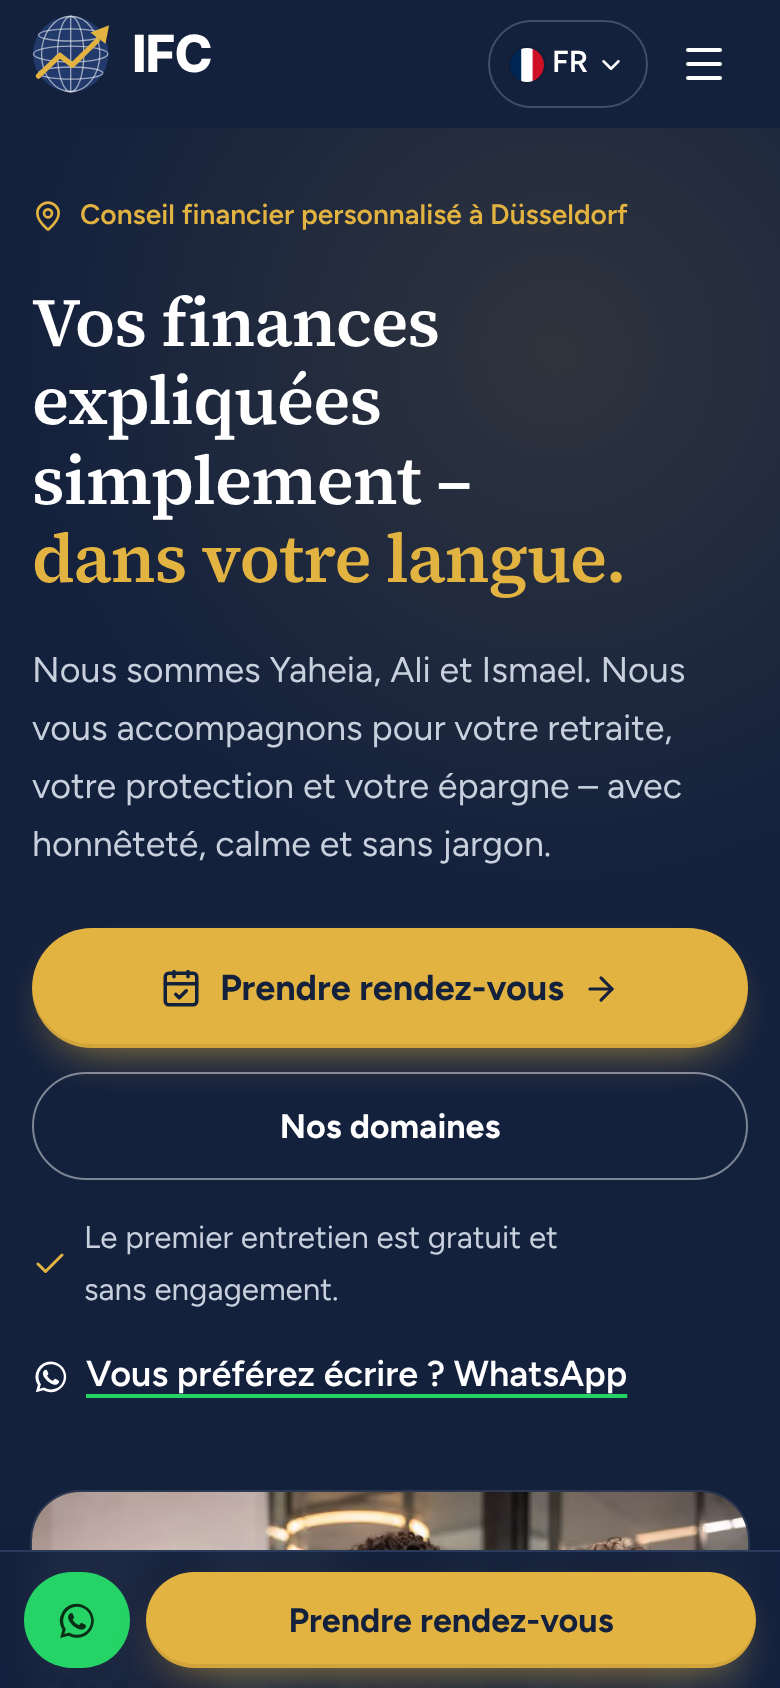 IFC
FR
Conseil financier personnalisé à Düsseldorf
Vos finances
expliquées
simplement –
dans votre langue.
Nous sommes Yaheia, Ali et Ismael. Nous
vous accompagnons pour votre retraite,
votre protection et votre épargne – avec
honnêteté, calme et sans jargon.
Prendre rendez-vous
Nos domaines
Le premier entretien est gratuit et
sans engagement.
Vous préférez écrire ? WhatsApp
Prendre rendez-vous